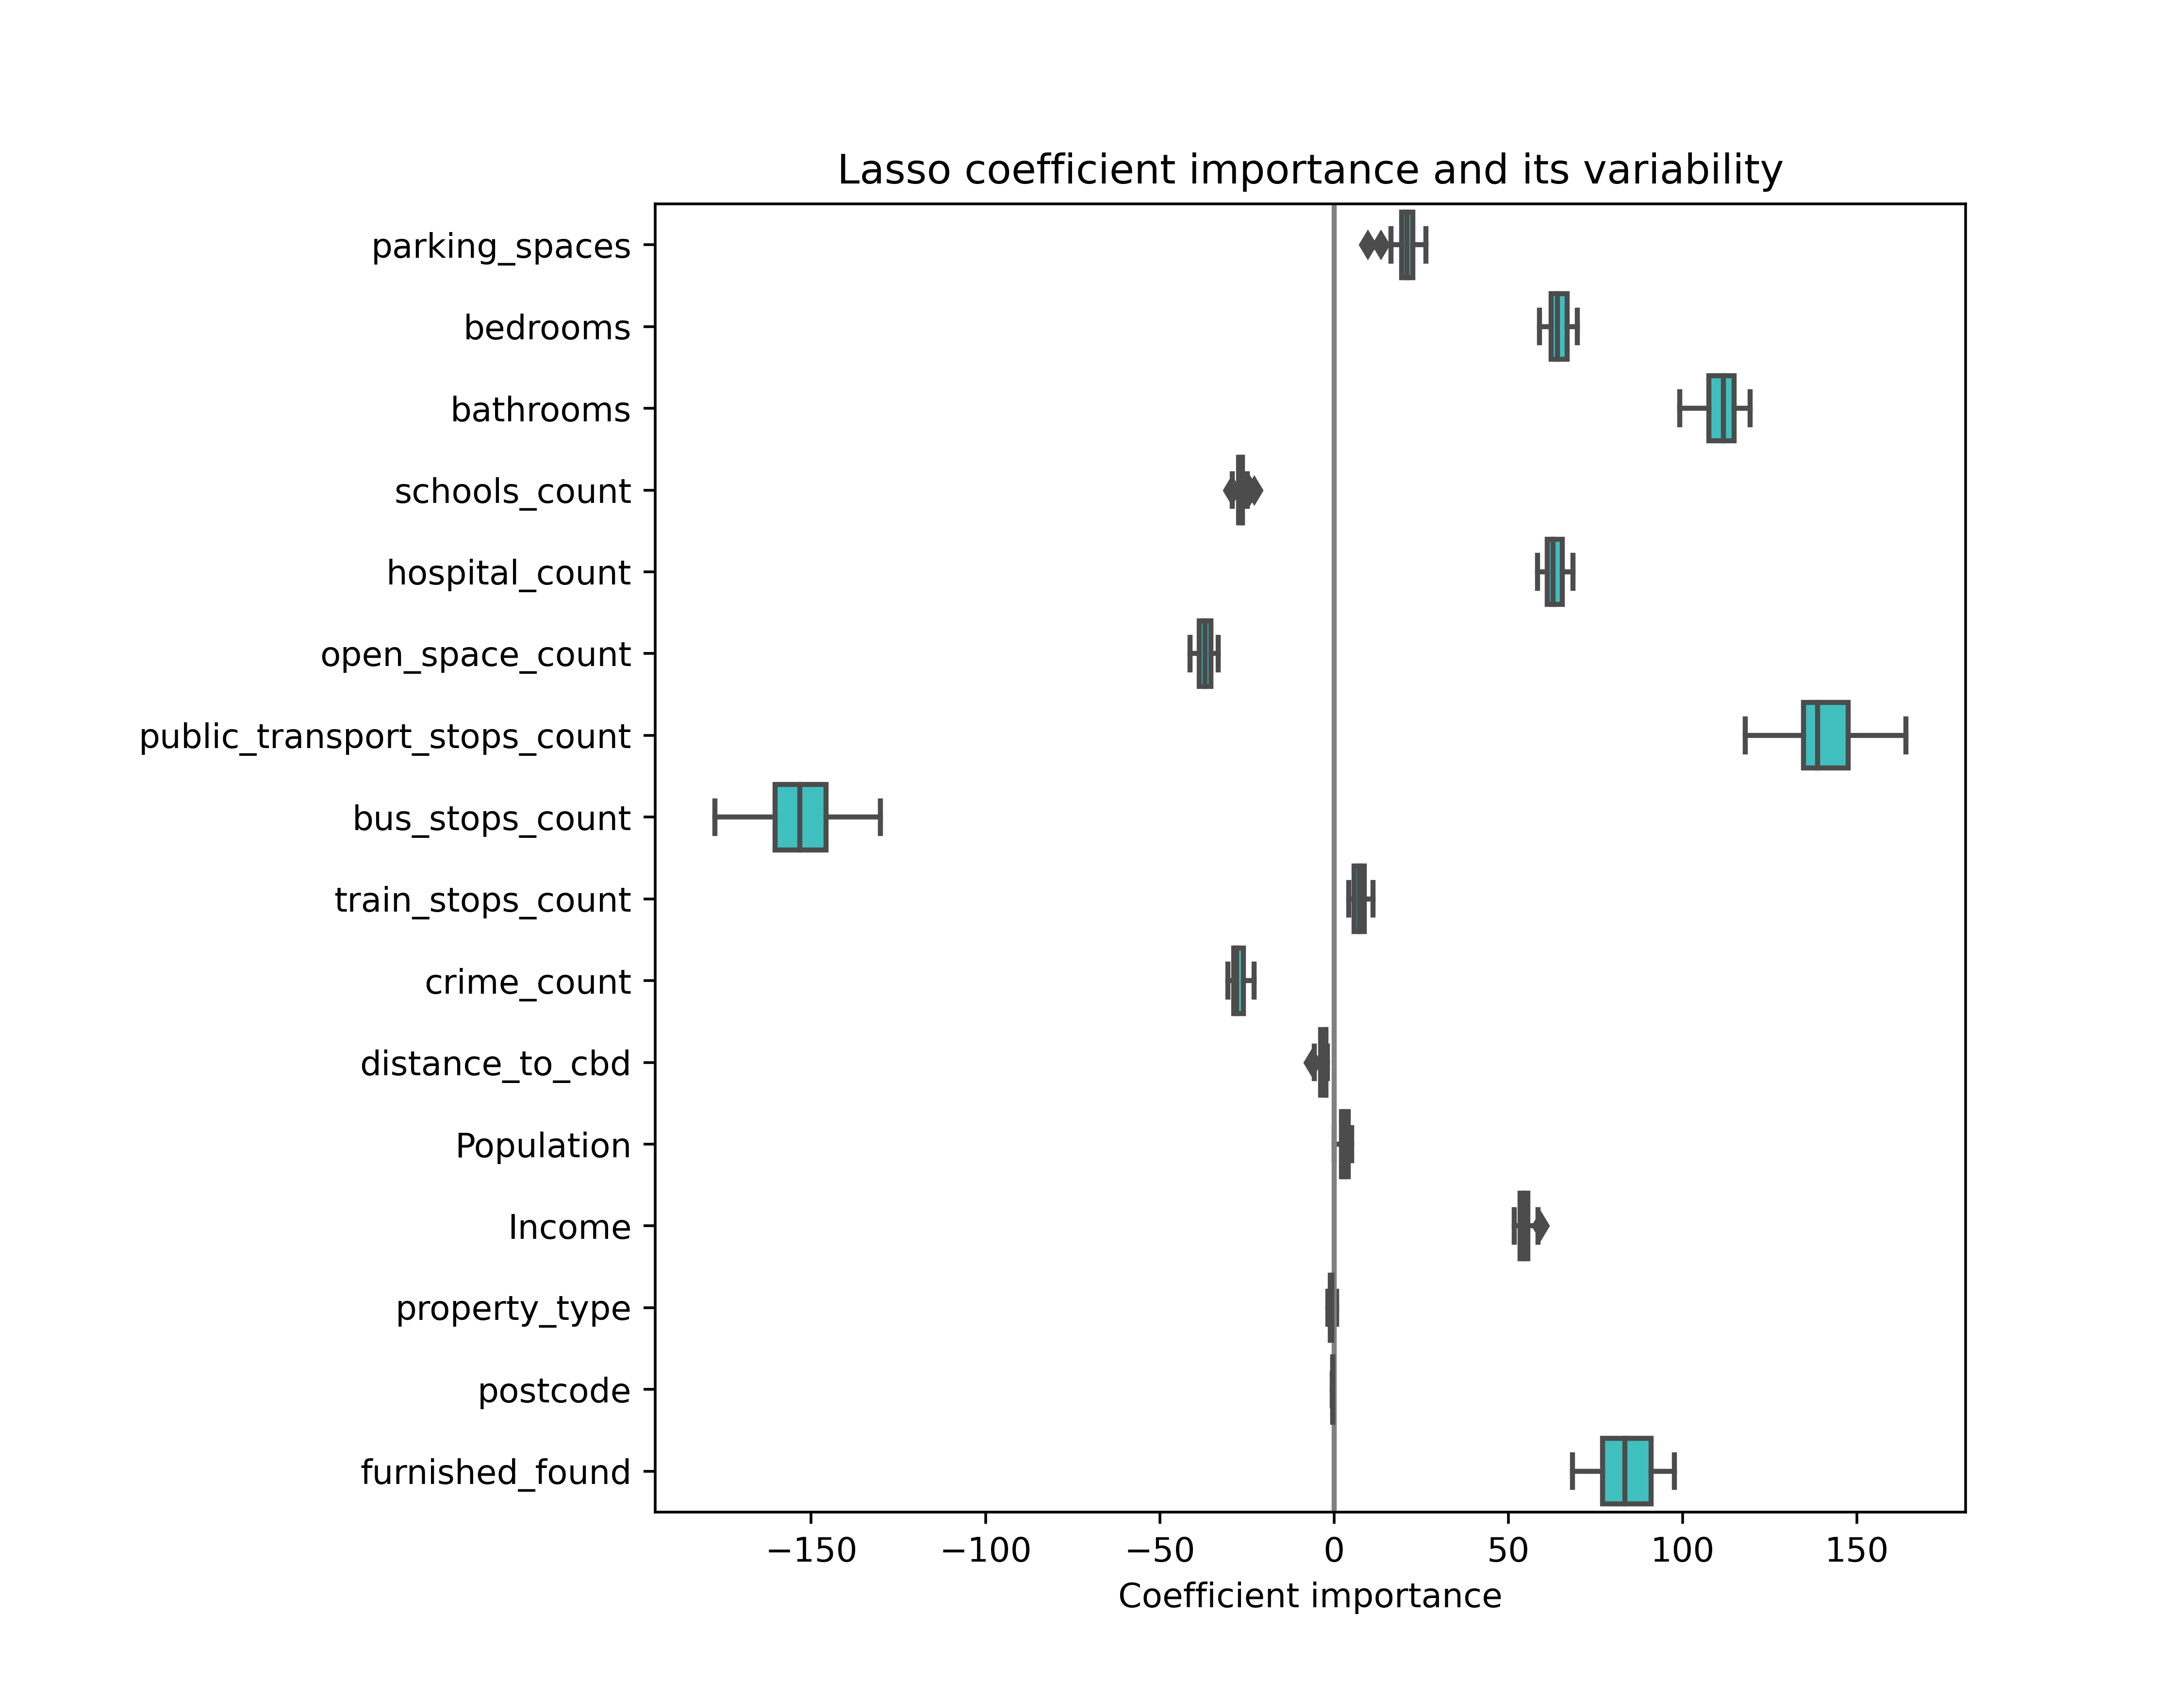 Lasso coefficient importance and its variability
parking_spaces
bedrooms
bathrooms
schools_count
hospital_count
open_space_count
public_transport_stops_count
bus_stops_count
train_stops_count
crime_count
distance_to_cbd
Population
Income
property_type
postcode
furnished_found
−150 −100 −50 0 50 100 150
Coefficient importance